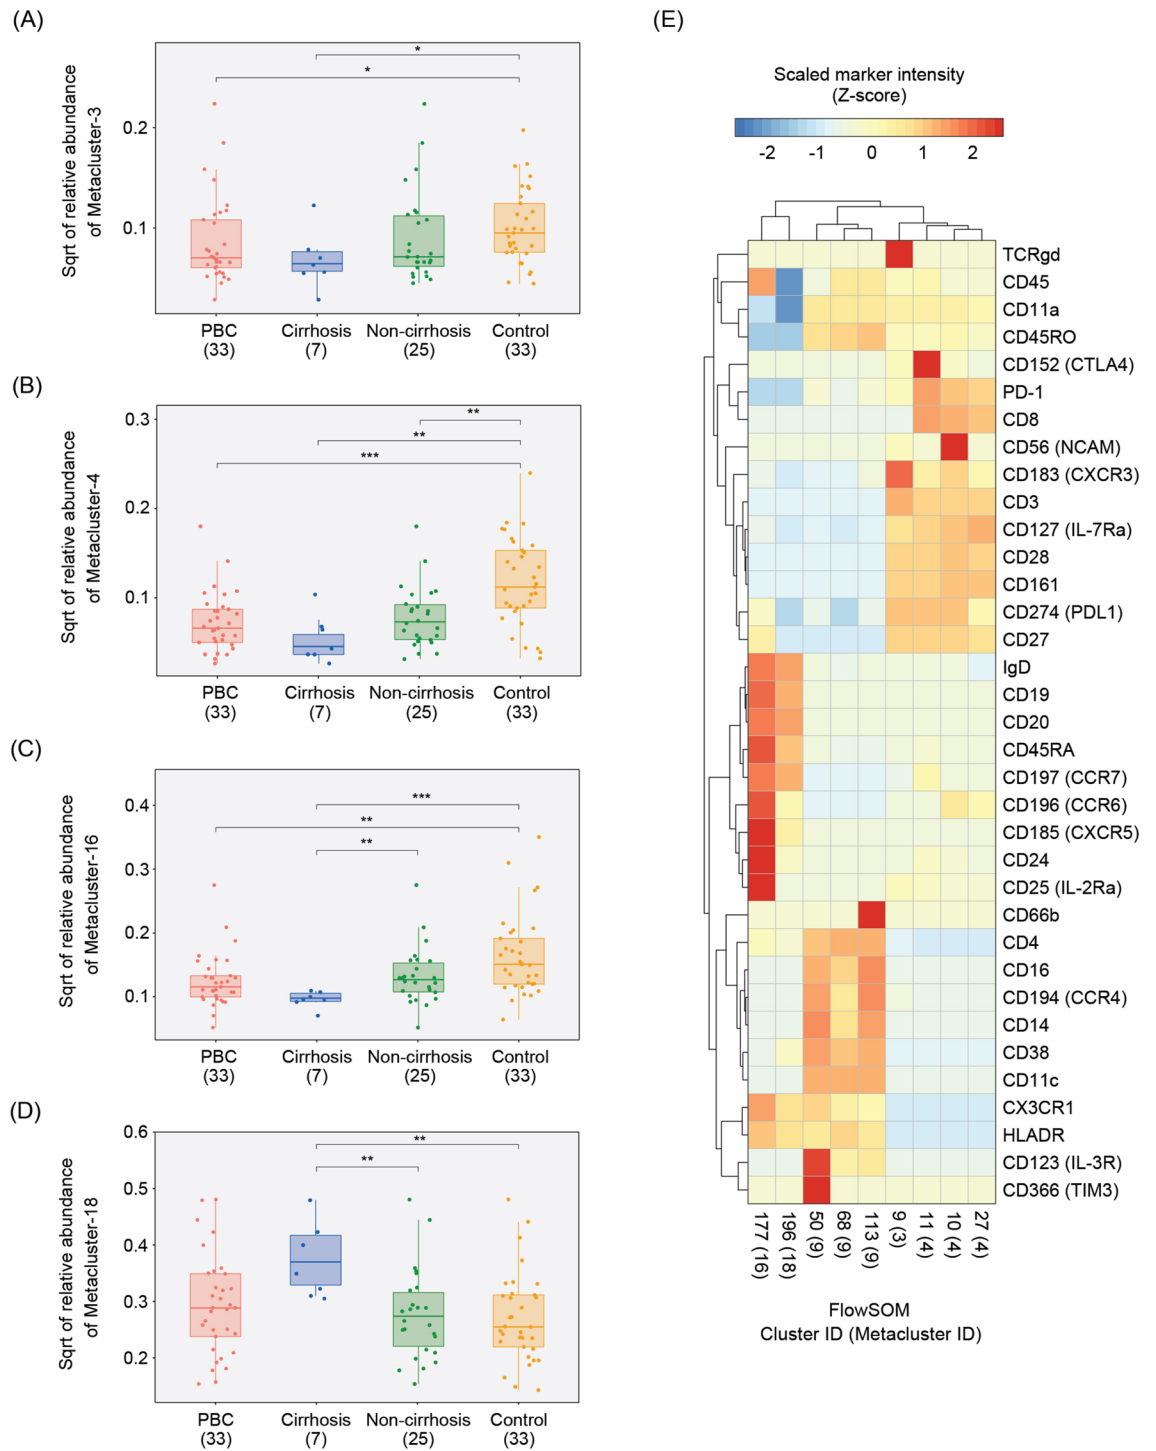 (A)
Sqrt of relative abundance
of Metacluster-3
0.2
0.1
*
*
PBC
(33)
Cirrhosis
(7)
Non-cirrhosis
(25)
Control
(33)
(B)
Sqrt of relative abundance
of Metacluster-4
0.3
0.2
0.1
**
**
***
PBC
(33)
Cirrhosis
(7)
Non-cirrhosis
(25)
Control
(33)
(C)
Sqrt of relative abundance
of Metacluster-16
0.4
0.3
0.2
0.1
***
**
**
PBC
(33)
Cirrhosis
(7)
Non-cirrhosis
(25)
Control
(33)
(D)
Sqrt of relative abundance
of Metacluster-18
0.6
0.5
0.4
0.3
0.2
**
**
PBC
(33)
Cirrhosis
(7)
Non-cirrhosis
(25)
Control
(33)
(E)
Scaled marker intensity
(Z-score)
-2 -1 0 1 2
TCRgd
CD45
CD11a
CD45RO
CD152 (CTLA4)
PD-1
CD8
CD56 (NCAM)
CD183 (CXCR3)
CD3
CD127 (IL-7Ra)
CD28
CD161
CD274 (PDL1)
CD27
IgD
CD19
CD20
CD45RA
CD197 (CCR7)
CD196 (CCR6)
CD185 (CXCR5)
CD24
CD25 (IL-2Ra)
CD66b
CD4
CD16
CD194 (CCR4)
CD14
CD38
CD11c
CX3CR1
HLADR
CD123 (IL-3R)
CD366 (TIM3)
177 (16)
196 (18)
50 (9)
68 (9)
113 (9)
9 (3)
11 (4)
10 (4)
27 (4)
FlowSOM
Cluster ID (Metacluster ID)